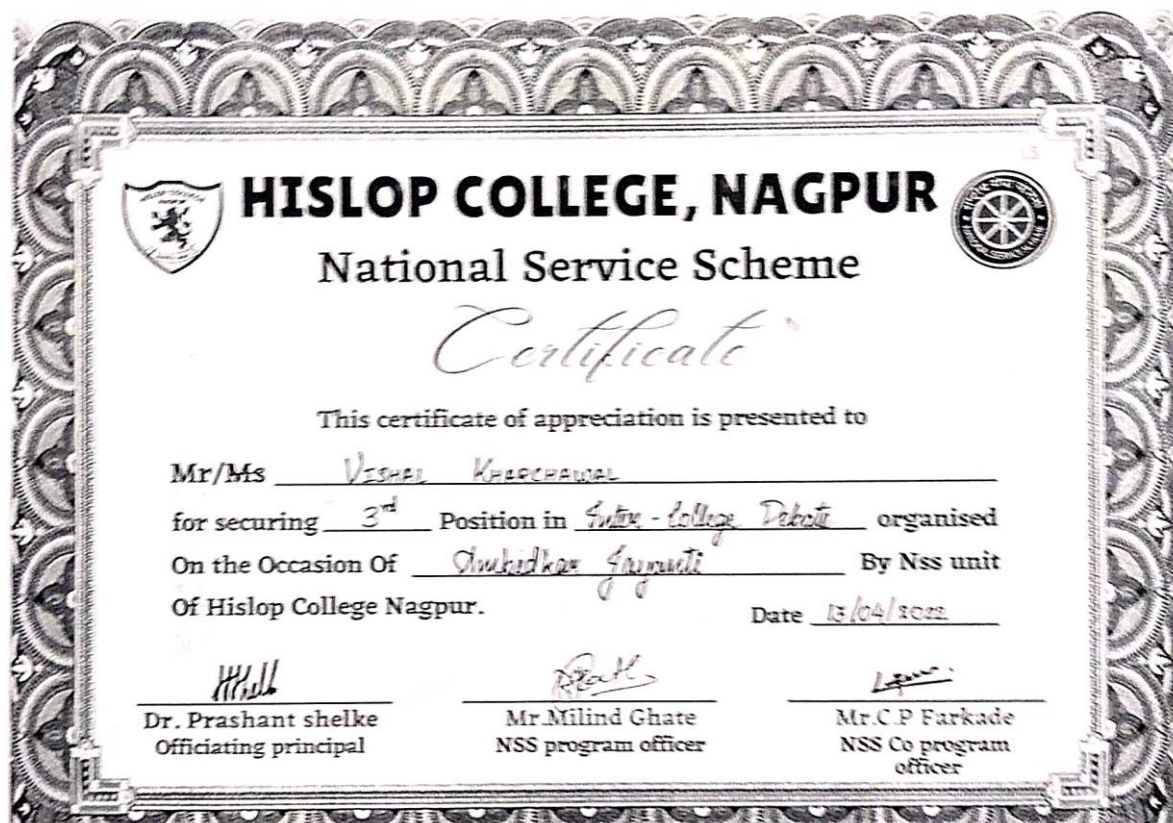 HISLOP COLLEGE, NAGPUR
National Service Scheme
Certificate
This certificate of appreciation is presented to
Mr/Ms VISHAL KHARCHAWAL
for securing 3rd Position in Inter-College Debate organised
On the Occasion Of Ambedkar Jaynti By Nss unit
Of Hislop College Nagpur. Date 13/04/2022
Dr. Prashant shelke Mr.Milind Ghate Mr.C.P Farkade
Officiating principal NSS program officer NSS Co program
officer